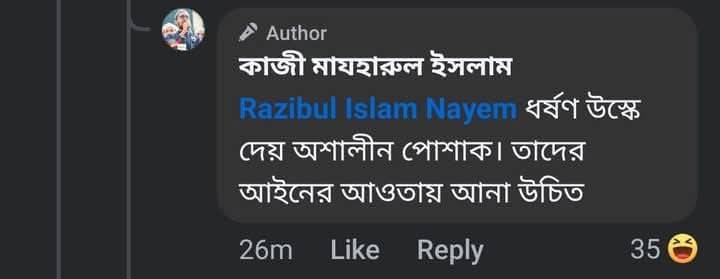 Author
কাজী মাযহারুল ইসলাম
Razibul Islam Nayem ধর্ষণ উস্কে
দেয় অশালীন পোশাক। তাদের
আইনের আওতায় আনা উচিত
26m Like Reply 35